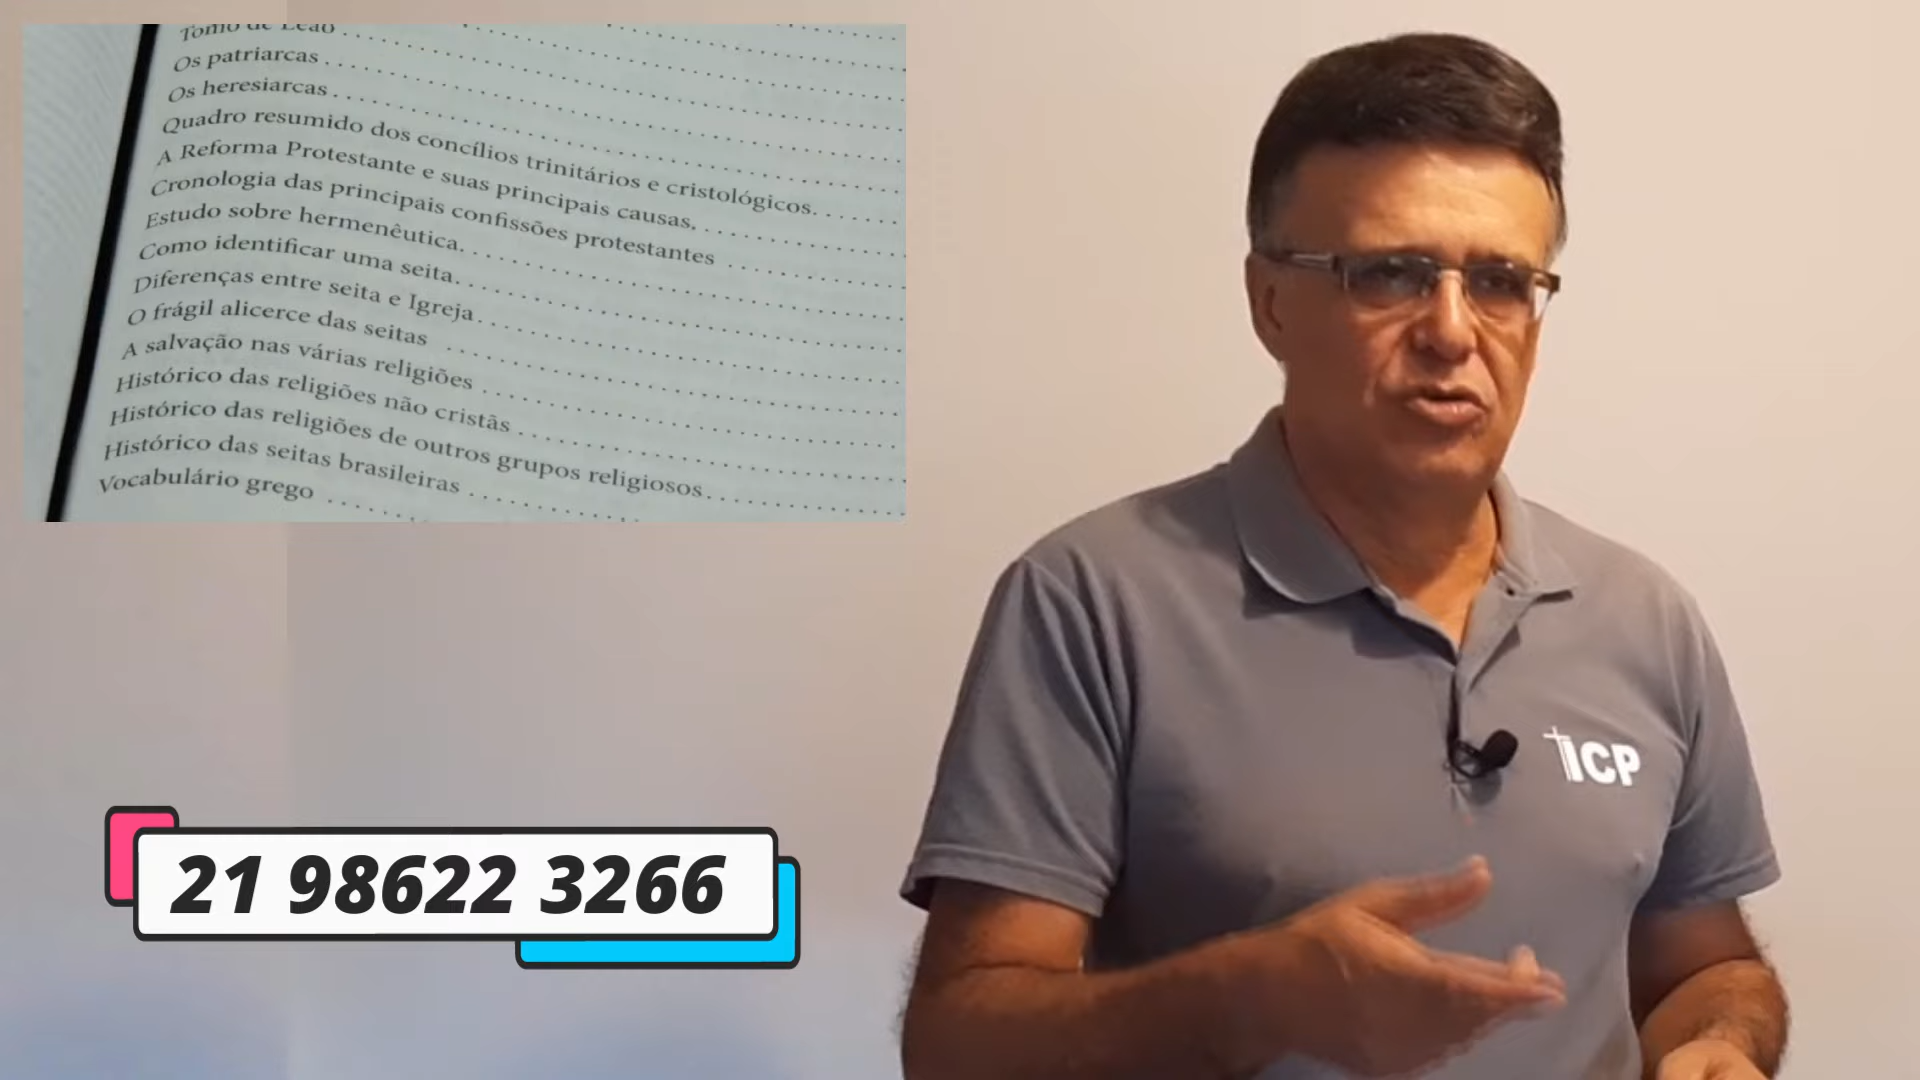 Tomo de Leão
Os patriarcas
Os heresiarcas
Quadro resumido dos concílios trinitários e cristológicos
A Reforma Protestante e suas principais causas
Cronologia das principais confissões protestantes
Estudo sobre hermenêutica
Como identificar uma seita
Diferenças entre seita e Igreja
O frágil alicerce das seitas
A salvação nas várias religiões
Histórico das religiões não cristãs
Histórico das religiões de outros grupos religiosos
Histórico das seitas brasileiras
Vocabulário grego
ICP
21 98622 3266